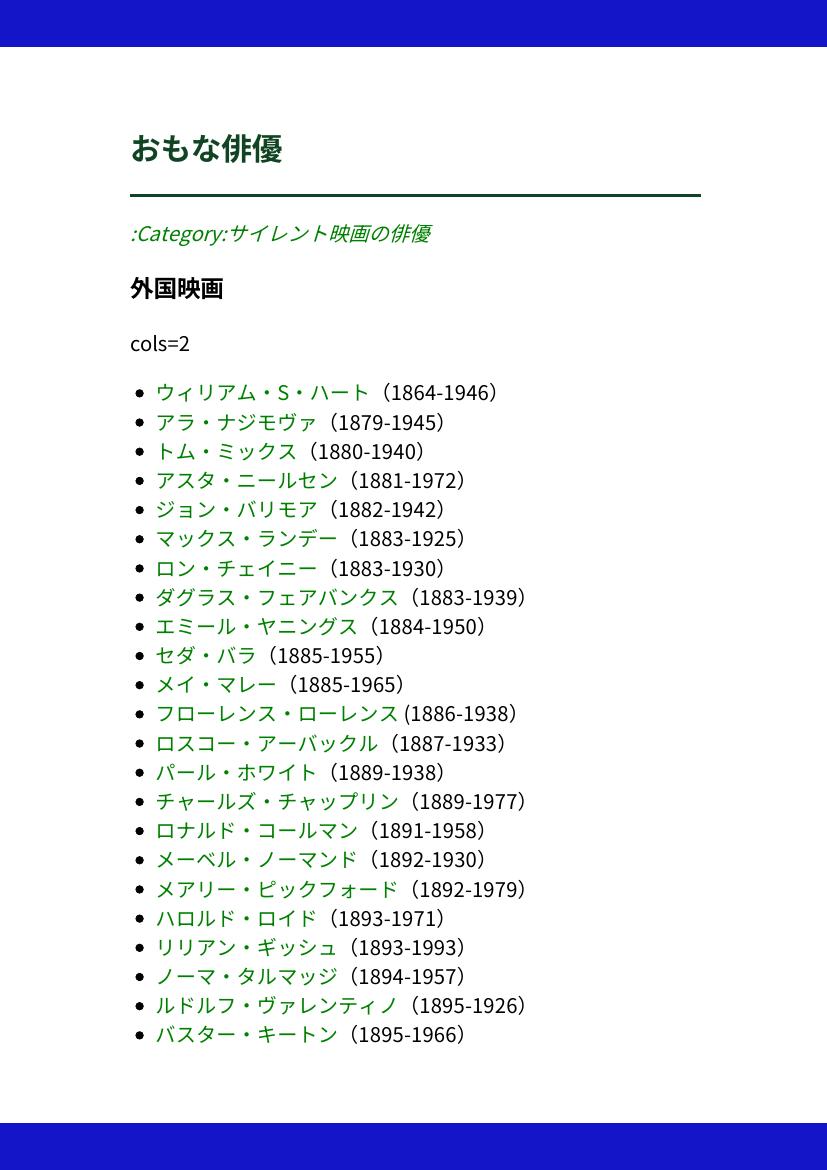 おもな俳優
:Category:サイレント映画の俳優
外国映画
cols=2
• ウィリアム・S・ハート（1864-1946）
• アラ・ナジモヴァ（1879-1945）
• トム・ミックス（1880-1940）
• アスタ・ニールセン（1881-1972）
• ジョン・バリモア（1882-1942）
• マックス・ランデー（1883-1925）
• ロン・チェイニー（1883-1930）
• ダグラス・フェアバンクス（1883-1939）
• エミール・ヤニングス（1884-1950）
• セダ・バラ（1885-1955）
• メイ・マレー（1885-1965）
• フローレンス・ローレンス (1886-1938）
• ロスコー・アーバックル（1887-1933）
• パール・ホワイト（1889-1938）
• チャールズ・チャップリン（1889-1977）
• ロナルド・コールマン（1891-1958）
• メーベル・ノーマンド（1892-1930）
• メアリー・ピックフォード（1892-1979）
• ハロルド・ロイド（1893-1971）
• リリアン・ギッシュ（1893-1993）
• ノーマ・タルマッジ（1894-1957）
• ルドルフ・ヴァレンティノ（1895-1926）
• バスター・キートン（1895-1966）